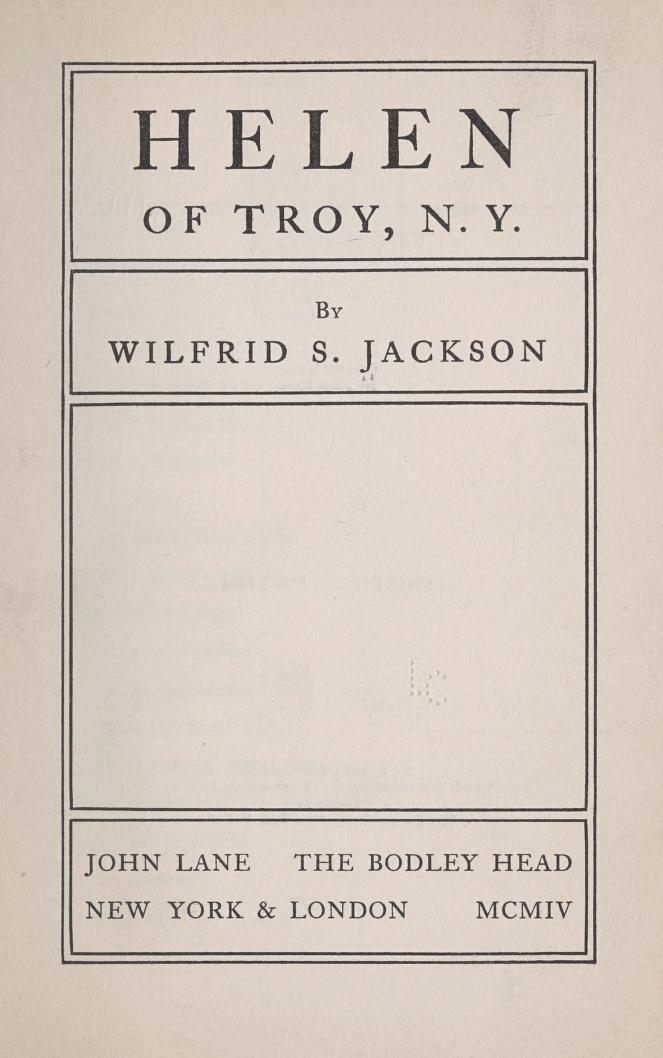 HELEN
OF TROY, N. Y.
By
WILFRID S. JACKSON
JOHN LANE THE BODLEY HEAD
NEW YORK & LONDON MCMIV